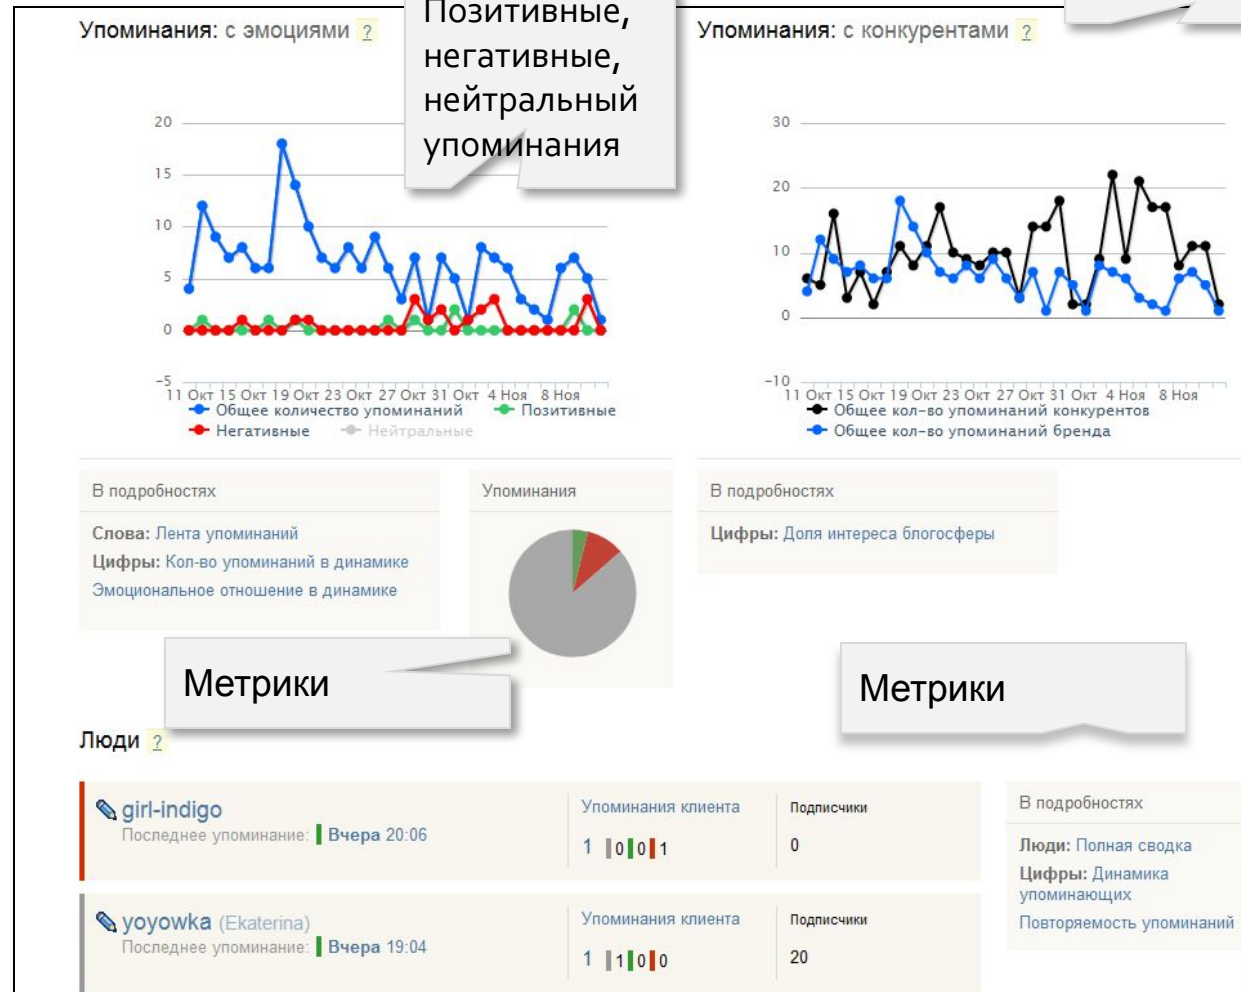 Позитивные,
негативные,
нейтральный
упоминания
Упоминания: с эмоциями ?
20
15
10
5
0
−5
11 Окт 15 Окт 19 Окт 23 Окт 27 Окт 31 Окт 4 Ноя 8 Ноя
Общее количество упоминаний Позитивные
Негативные Нейтральные
Упоминания: с конкурентами ?
30
20
10
0
−10
11 Окт 15 Окт 19 Окт 23 Окт 27 Окт 31 Окт 4 Ноя 8 Ноя
Общее кол-во упоминаний конкурентов
Общее кол-во упоминаний бренда
В подробностях
Слова: Лента упоминаний
Цифры: Кол-во упоминаний в динамике
Эмоциональное отношение в динамике
Упоминания
В подробностях
Цифры: Доля интереса блогосферы
Метрики
Метрики
Люди ?
girl-indigo
Последнее упоминание: Вчера 20:06
Упоминания клиента
1 0 0 1
Подписчики
0
yoyowka (Ekaterina)
Последнее упоминание: Вчера 19:04
Упоминания клиента
1 1 0 0
Подписчики
20
В подробностях
Люди: Полная сводка
Цифры: Динамика
упоминающих
Повторяемость упоминаний